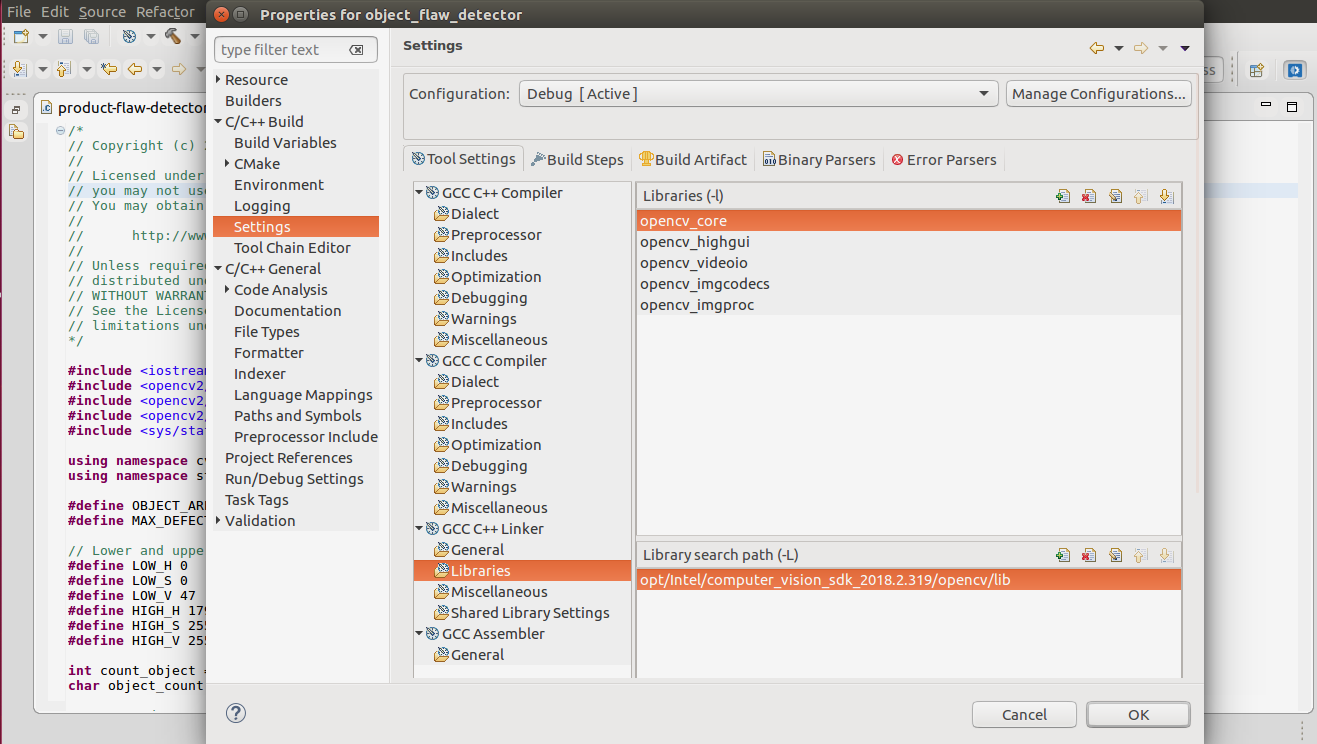 File Edit Source Refactor
Properties for object_flaw_detector
type filter text
Resource
Builders
C/C++ Build
Build Variables
CMake
Environment
Logging
Settings
Tool Chain Editor
C/C++ General
Code Analysis
Documentation
File Types
Formatter
Indexer
Language Mappings
Paths and Symbols
Preprocessor Include
Project References
Run/Debug Settings
Task Tags
Validation
Settings
Configuration: Debug [Active] Manage Configurations...
Tool Settings Build Steps Build Artifact Binary Parsers Error Parsers
GCC C++ Compiler
Dialect
Preprocessor
Includes
Optimization
Debugging
Warnings
Miscellaneous
GCC C Compiler
Dialect
Preprocessor
Includes
Optimization
Debugging
Warnings
Miscellaneous
GCC C++ Linker
General
Libraries
Miscellaneous
Shared Library Settings
GCC Assembler
General
Libraries (-l)
opencv_core
opencv_highgui
opencv_videoio
opencv_imgcodecs
opencv_imgproc
Library search path (-L)
opt/Intel/computer_vision_sdk_2018.2.319/opencv/lib
Cancel OK
product-flaw-detector
/*
// Copyright (c)
//
// Licensed under
// you may not use
// You may obtain
//
// http://www
//
// Unless required
// distributed un
// WITHOUT WARRANT
// See the License
// limitations un
*/
#include <iostream
#include <opencv2/
#include <opencv2/
#include <opencv2/
#include <sys/sta
using namespace c
using namespace s
#define OBJECT_AR
#define MAX_DEFECT
// Lower and uppe
#define LOW_H 0
#define LOW_S 0
#define LOW_V 47
#define HIGH_H 179
#define HIGH_S 255
#define HIGH_V 255
int count_object =
char object_count